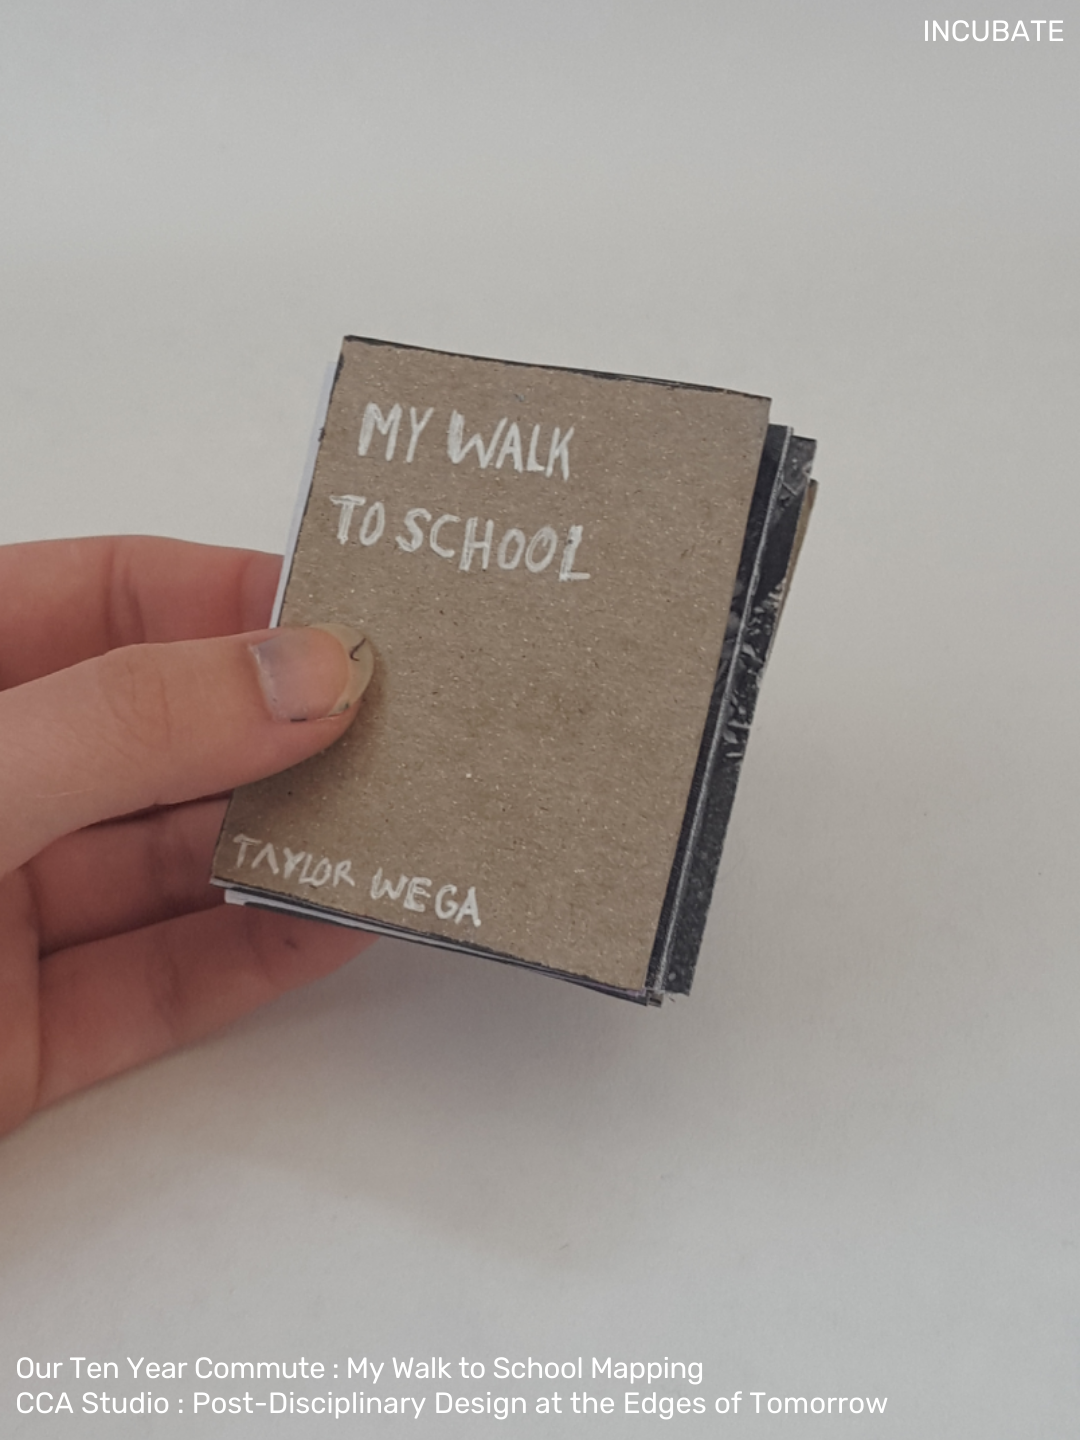 INCUBATE
MY WALK
TO SCHOOL
TAYLOR WEGA
Our Ten Year Commute : My Walk to School Mapping
CCA Studio : Post-Disciplinary Design at the Edges of Tomorrow